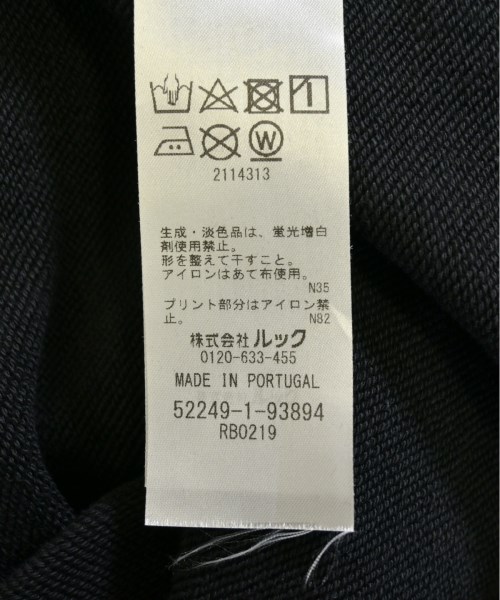 W
2114313
生成・淡色品は、蛍光増白
剤使用禁止。
形を整えて干すこと。
アイロンはあて布使用。
N35
プリント部分はアイロン禁
止。
N82
株式会社 ルック
0120-633-455
MADE IN PORTUGAL
52249-1-93894
RB0219